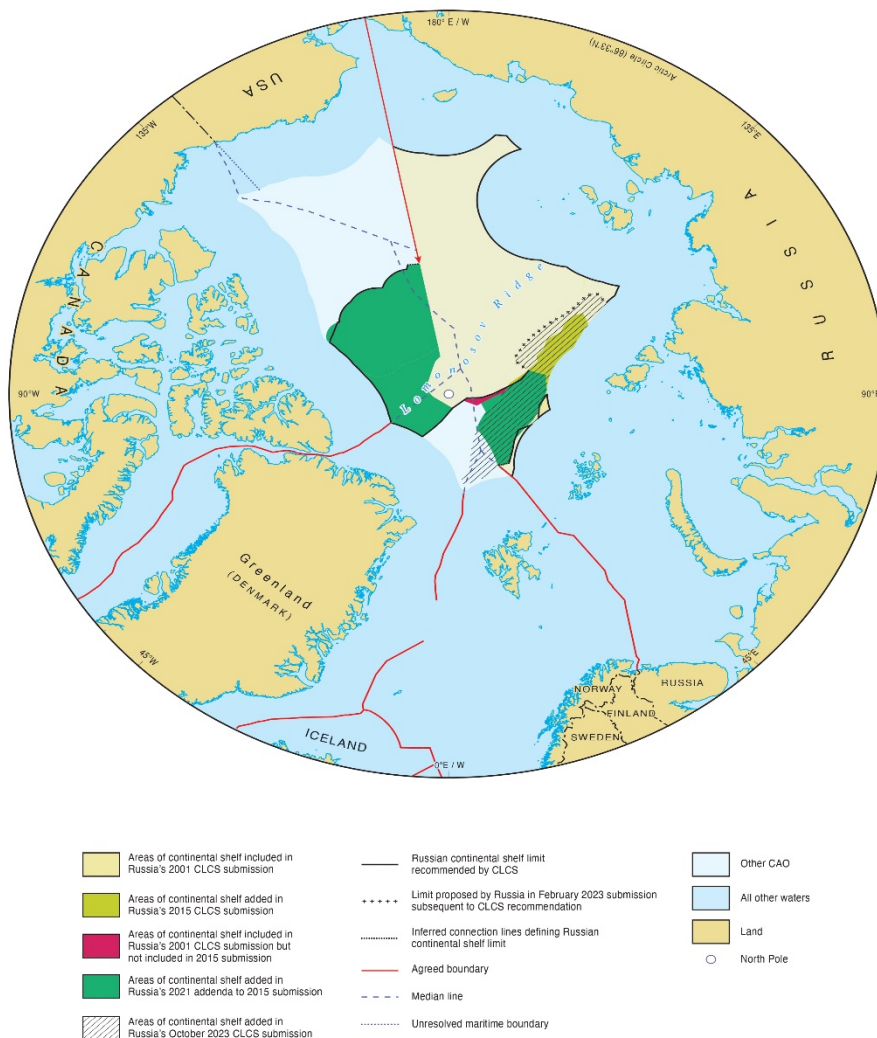 180° E / W
Arctic Circle (66°33'N)
USA
135°W
135°E
RUSSIA
CANADA
Lomonosov Ridge
90°W
90°E
Greenland
(DENMARK)
45°W
45°E
NORWAY
RUSSIA
FINLAND
SWEDEN
ICELAND
0°E / W
Areas of continental shelf included in
Russia's 2001 CLCS submission
Areas of continental shelf added in
Russia's 2015 CLCS submission
Areas of continental shelf included in
Russia's 2001 CLCS submission but
not included in 2015 submission
Areas of continental shelf added in
Russia's 2021 addenda to 2015 submission
Areas of continental shelf added in
Russia's October 2023 CLCS submission
Russian continental shelf limit
recommended by CLCS
Limit proposed by Russia in February 2023 submission
subsequent to CLCS recommendation
Inferred connection lines defining Russian
continental shelf limit
Agreed boundary
Median line
Unresolved maritime boundary
Other CAO
All other waters
Land
North Pole